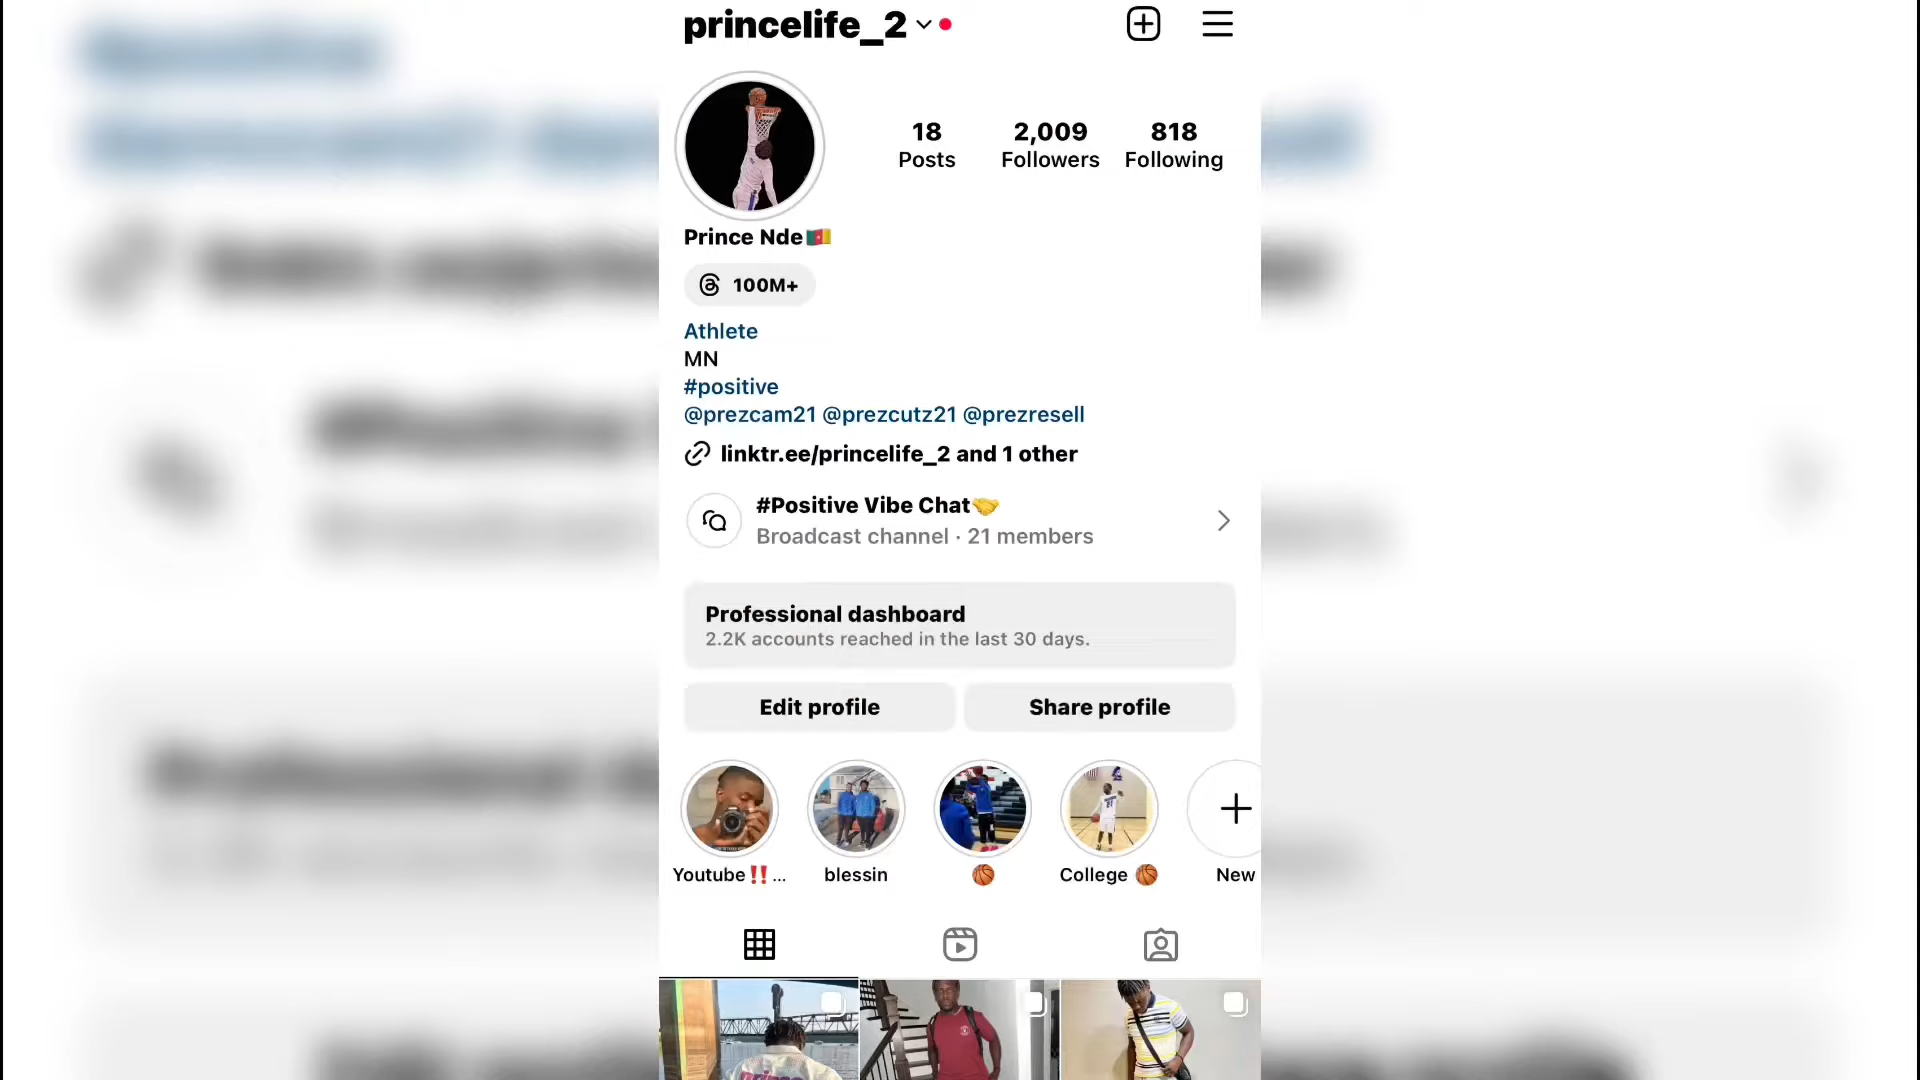 princelife_2
18 2,009 818
Posts Followers Following
Prince Nde🇨🇲
100M+
Athlete
MN
#positive
@prezcam21 @prezcutz21 @prezresell
linktr.ee/princelife_2 and 1 other
#Positive Vibe Chat🤝
Broadcast channel · 21 members
Professional dashboard
2.2K accounts reached in the last 30 days.
Edit profile Share profile
Youtube‼️... blessin 🏀 College 🏀 New